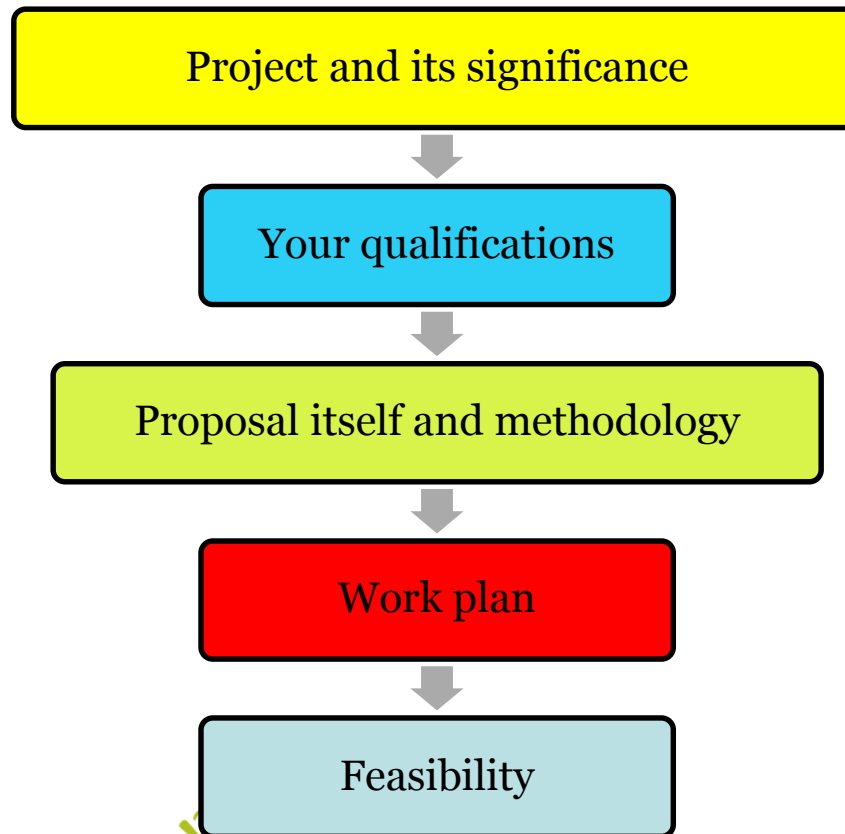 Project and its significance
Your qualifications
Proposal itself and methodology
Work plan
Feasibility